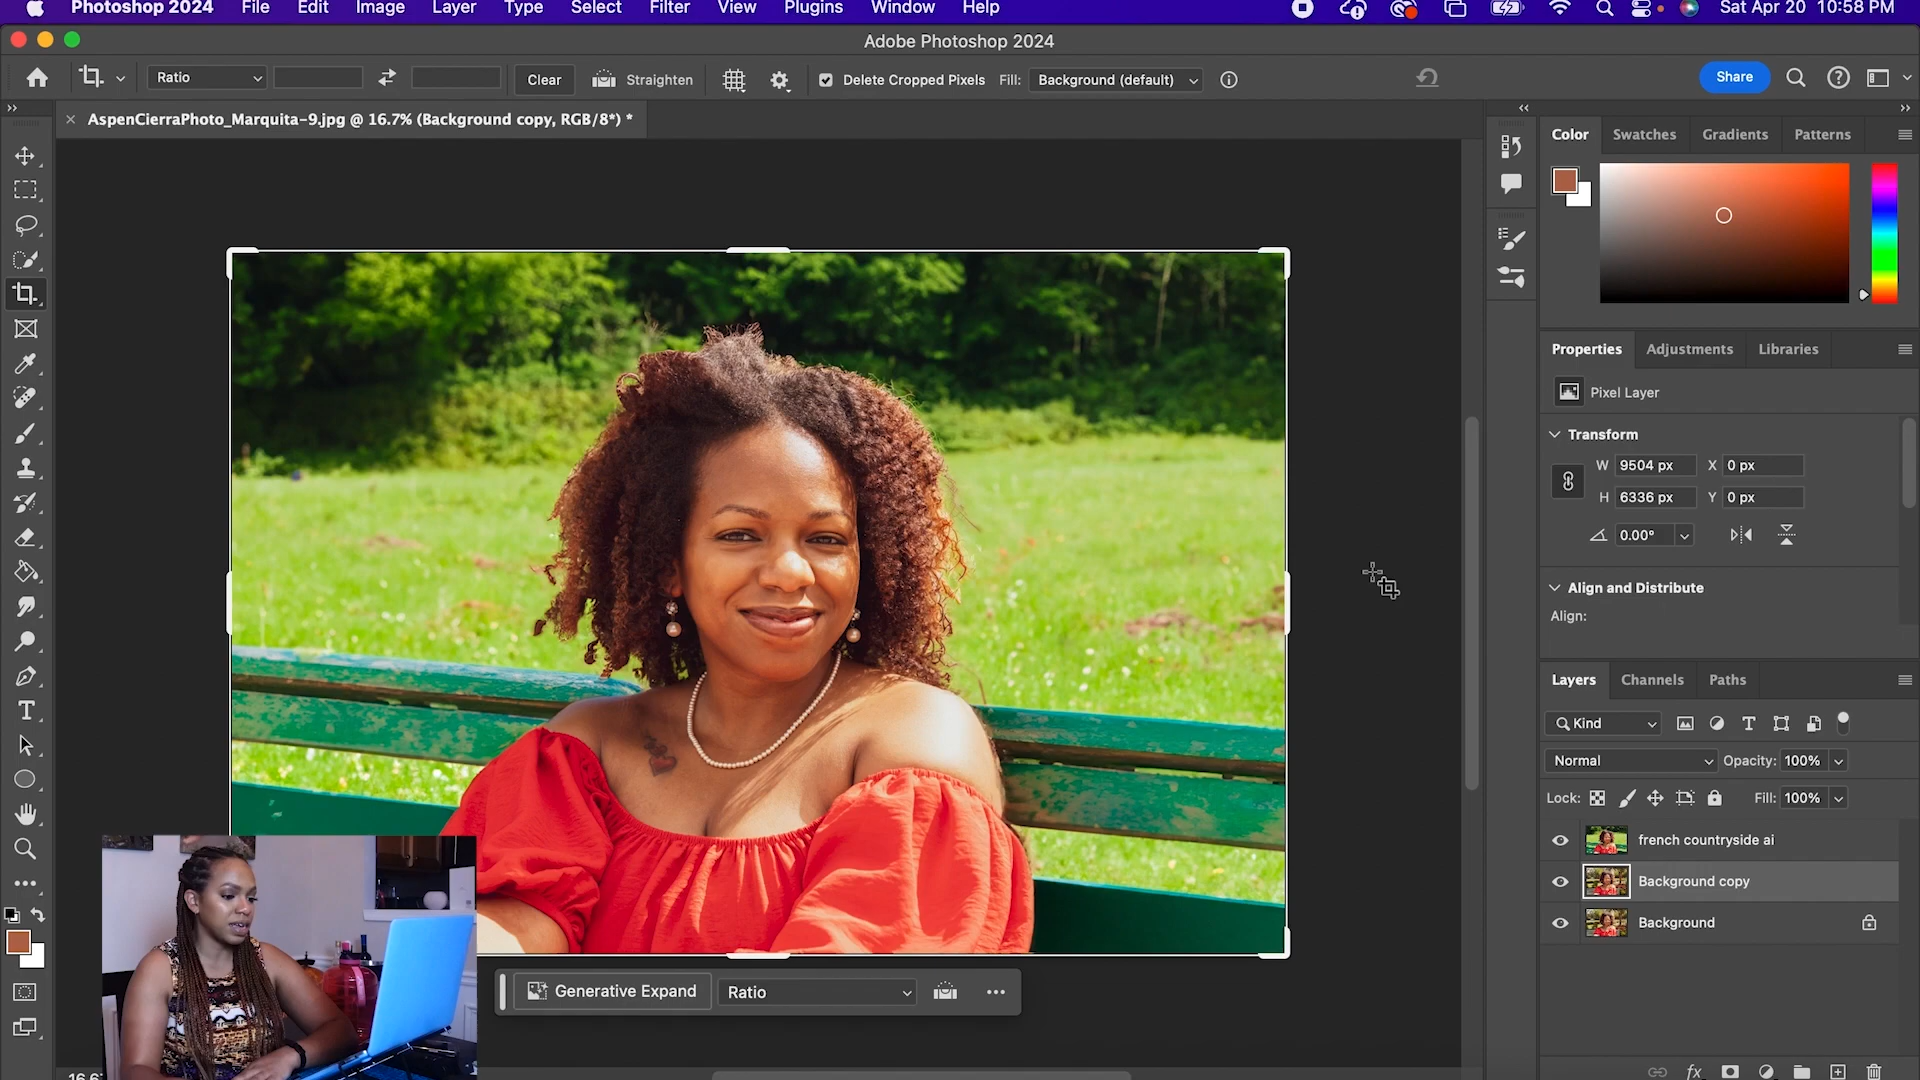 Photoshop 2024 File Edit Image Layer Type Select Filter View Plugins Window Help Sat Apr 20 10:58 PM
Adobe Photoshop 2024
Ratio Clear Straighten Delete Cropped Pixels Fill: Background (default) Share
AspenCierraPhoto_Marquita-9.jpg @ 16.7% (Background copy, RGB/8*) *
Color Swatches Gradients Patterns
Properties Adjustments Libraries
Pixel Layer
Transform
W 9504 px X 0 px
H 6336 px Y 0 px
0.00°
Align and Distribute
Align:
Layers Channels Paths
Kind
Normal Opacity: 100%
Lock: Fill: 100%
french countryside ai
Background copy
Background
Generative Expand Ratio
fx